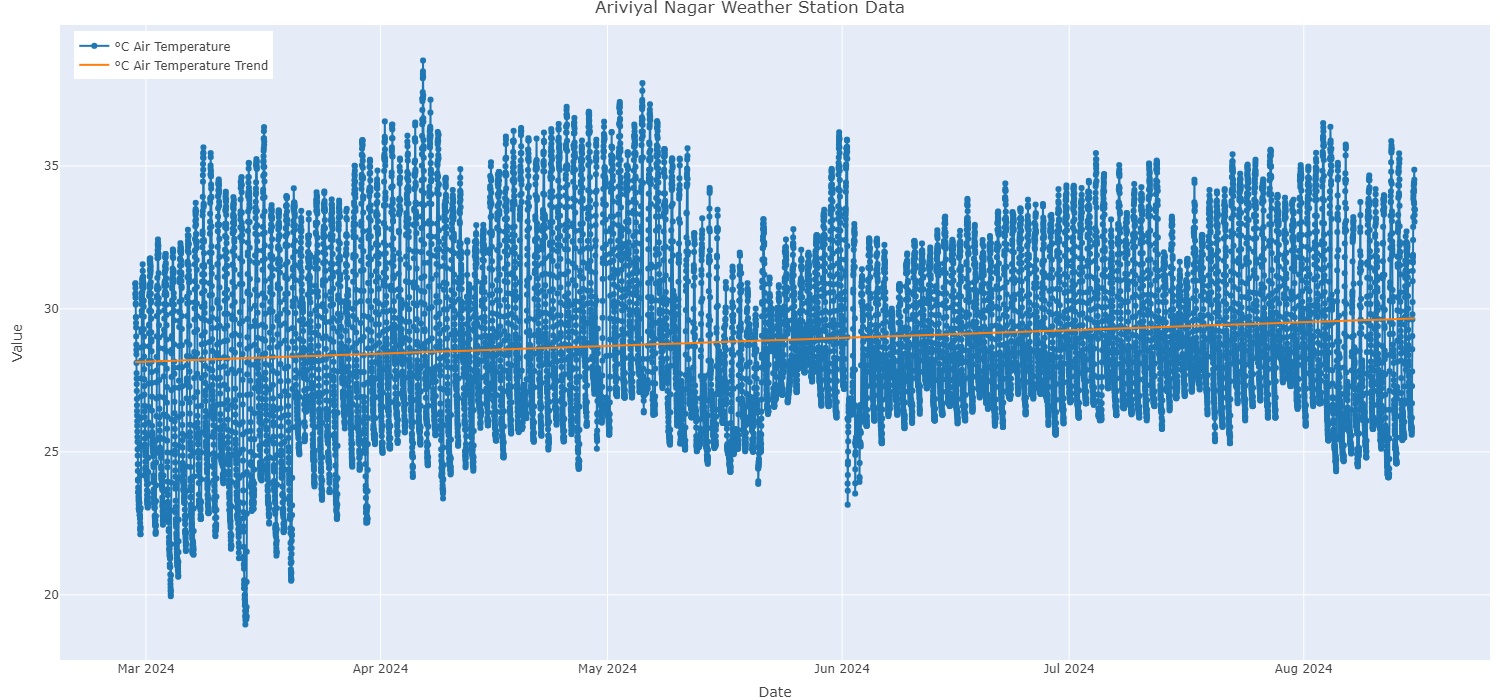 Ariviyal Nagar Weather Station Data
°C Air Temperature
°C Air Temperature Trend
Value
35
30
25
20
Mar 2024 Apr 2024 May 2024 Jun 2024 Jul 2024 Aug 2024
Date